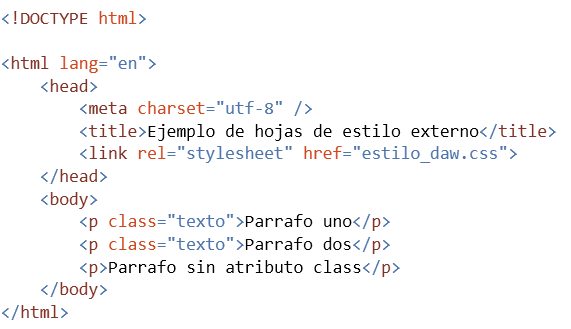 <!DOCTYPE html>
<html lang="en">
<head>
<meta charset="utf-8" />
<title>Ejemplo de hojas de estilo externo</title>
<link rel="stylesheet" href="estilo_daw.css">
</head>
<body>
<p class="texto">Parrafo uno</p>
<p class="texto">Parrafo dos</p>
<p>Parrafo sin atributo class</p>
</body>
</html>